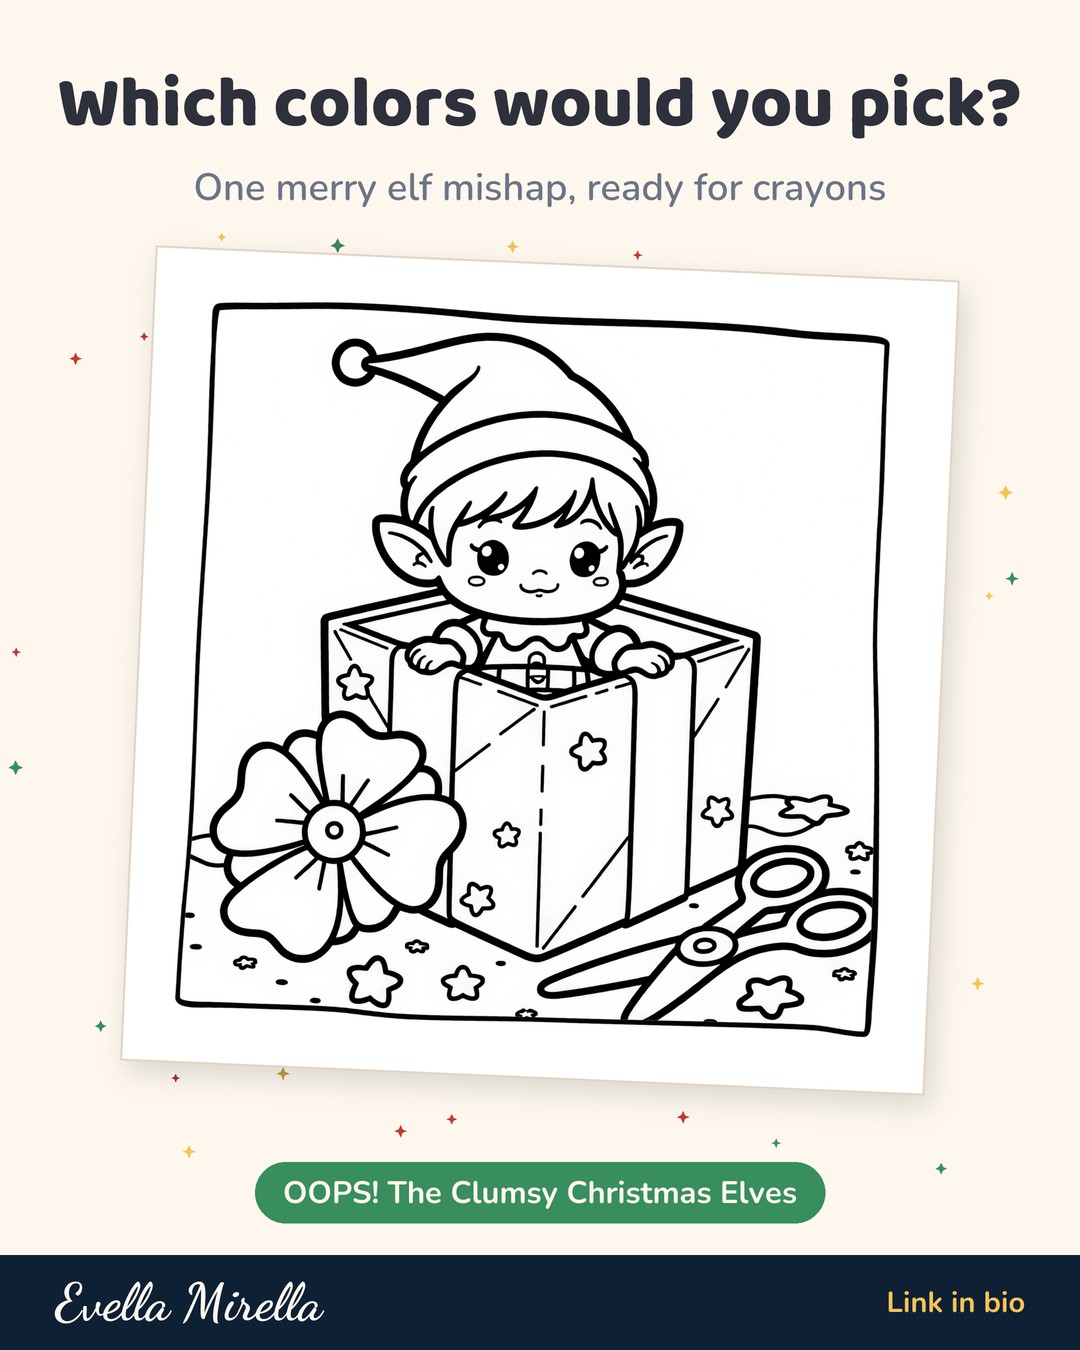 Which colors would you pick?
One merry elf mishap, ready for crayons
OOPS! The Clumsy Christmas Elves
Evella Mirella
Link in bio